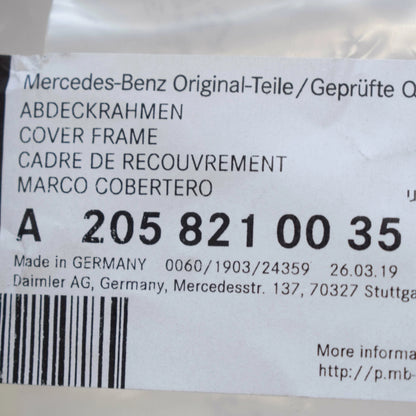 Mercedes-Benz Original-Teile/Geprüfte
ABDECKRAHMEN
COVER FRAME
CADRE DE RECOUVREMENT
MARCO COBERTERO
A 205 821 00 35
Made in GERMANY 0060/1903/24359 26.03.19
Daimler AG, Germany, Mercedesstr. 137, 70327 Stuttga
More informa
http://p.mb-